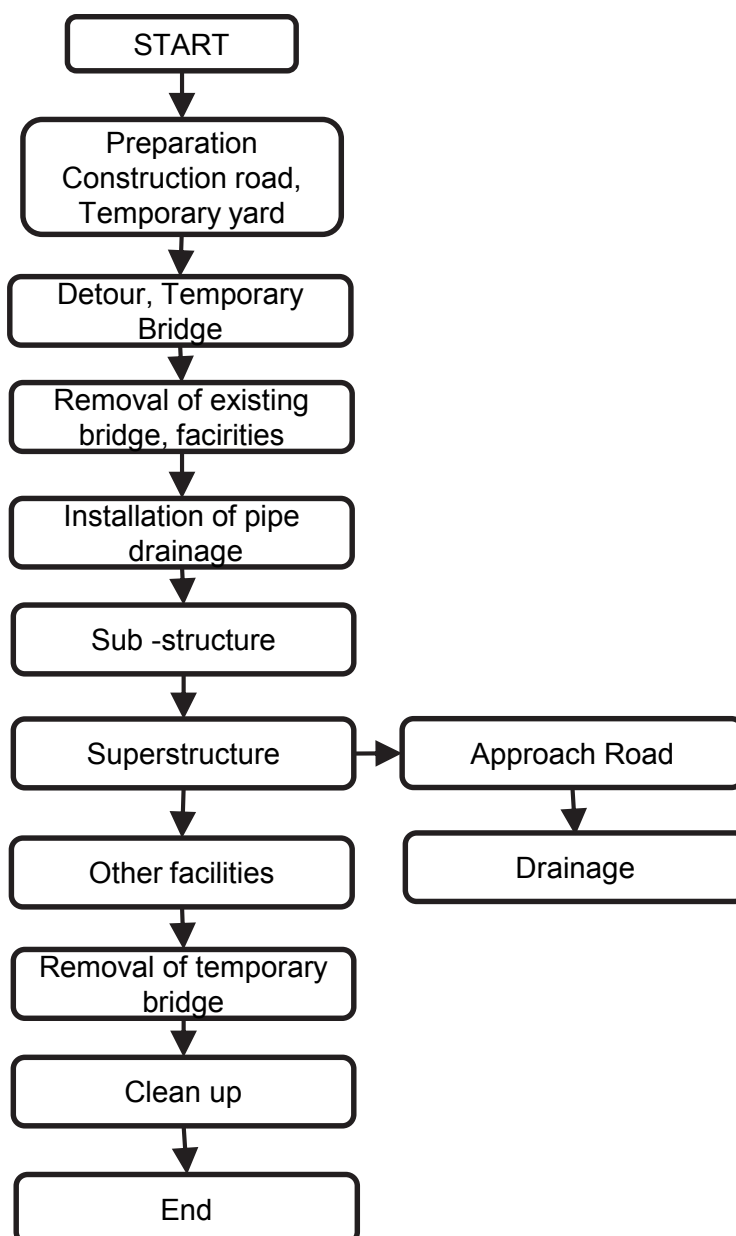 START
Preparation
Construction road,
Temporary yard
Detour, Temporary
Bridge
Removal of existing
bridge, facirities
Installation of pipe
drainage
Sub -structure
Superstructure
Approach Road
Other facilities
Drainage
Removal of temporary
bridge
Clean up
End